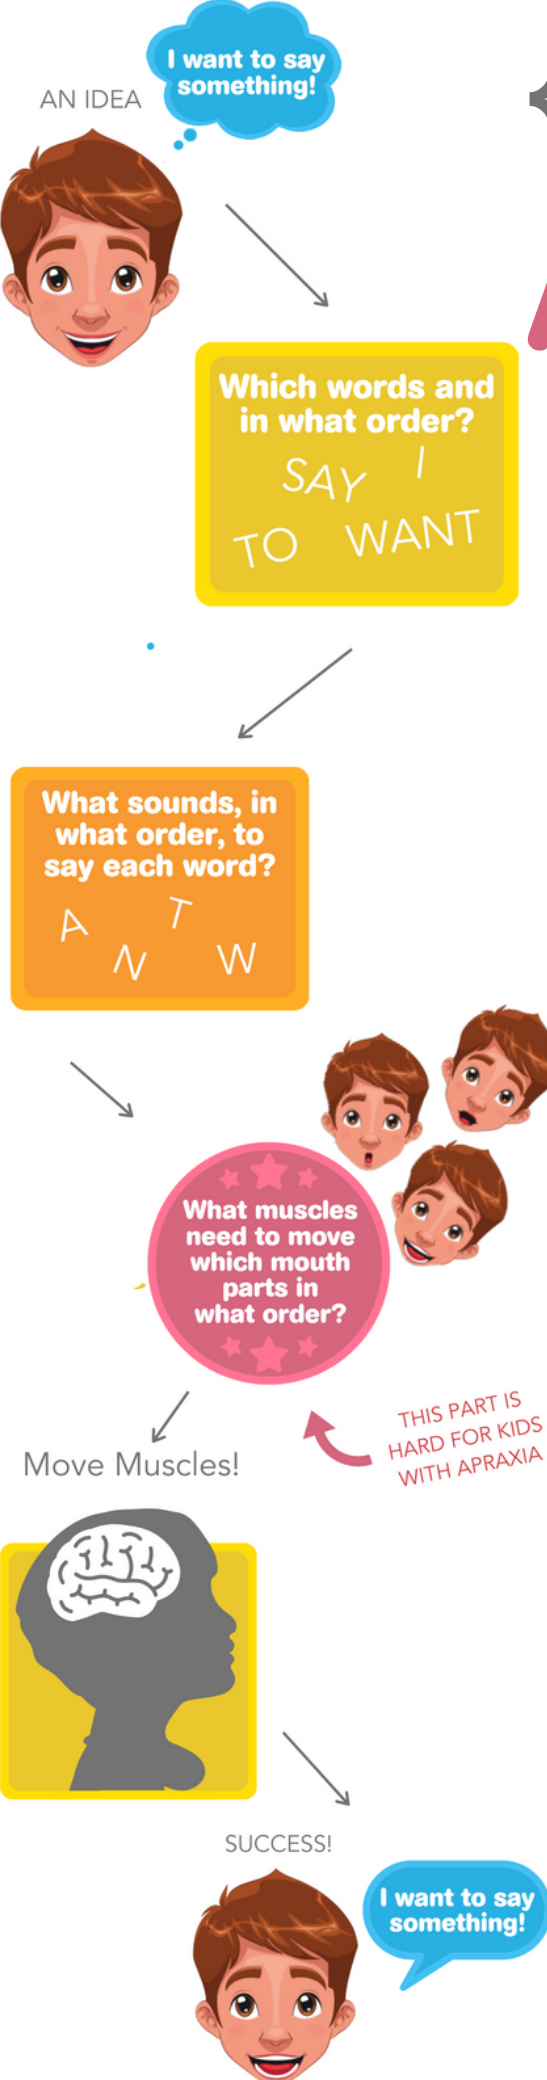 I want to say
something!
AN IDEA
Which words and
in what order?
SAY I
TO WANT
What sounds, in
what order, to
say each word?
A T
N W
What muscles
need to move
which mouth
parts in
what order?
THIS PART IS
HARD FOR KIDS
WITH APRAXIA
Move Muscles!
SUCCESS!
I want to say
something!